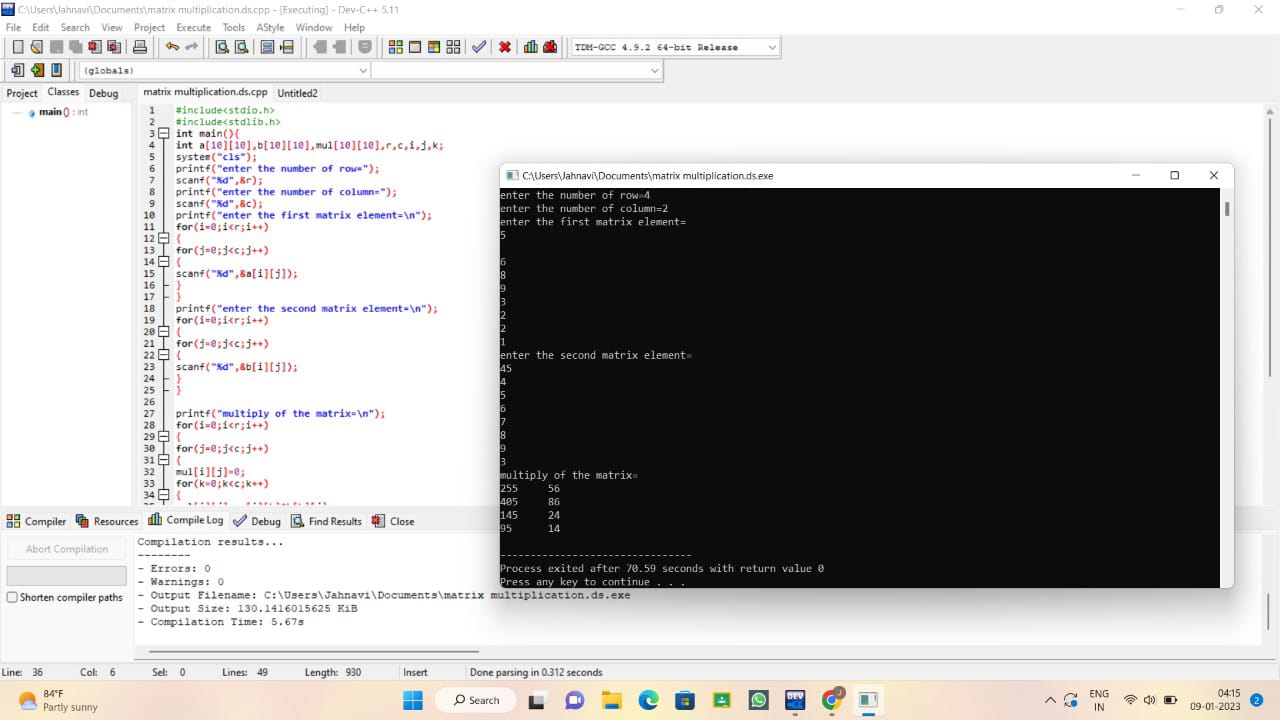 C:\Users\Jahnavi\Documents\matrix multiplication.ds.cpp - [Executing] - Dev-C++ 5.11
File Edit Search View Project Execute Tools AStyle Window Help
TDM-GCC 4.9.2 64-bit Release
(globals)
Project Classes Debug
matrix multiplication.ds.cpp Untitled2
main() : int
1 #include<stdio.h>
2 #include<stdlib.h>
3 int main(){
4 int a[10][10],b[10][10],mul[10][10],r,c,i,j,k;
5 system("cls");
6 printf("enter the number of row=");
7 scanf("%d",&r);
8 printf("enter the number of column=");
9 scanf("%d",&c);
10 printf("enter the first matrix element=\n");
11 for(i=0;i<r;i++)
12 {
13 for(j=0;j<c;j++)
14 {
15 scanf("%d",&a[i][j]);
16 }
17 }
18 printf("enter the second matrix element=\n");
19 for(i=0;i<r;i++)
20 {
21 for(j=0;j<c;j++)
22 {
23 scanf("%d",&b[i][j]);
24 }
25 }
26
27 printf("multiply of the matrix=\n");
28 for(i=0;i<r;i++)
29 {
30 for(j=0;j<c;j++)
31 {
32 mul[i][j]=0;
33 for(k=0;k<c;k++)
34 {
C:\Users\Jahnavi\Documents\matrix multiplication.ds.exe
enter the number of row=4
enter the number of column=2
enter the first matrix element=
5
6
8
9
3
2
2
1
enter the second matrix element=
45
4
5
6
7
8
9
3
multiply of the matrix=
255 56
405 86
145 24
95 14
--------------------------------
Process exited after 70.59 seconds with return value 0
Press any key to continue . . .
Compiler Resources Compile Log Debug Find Results Close
Abort Compilation
Shorten compiler paths
Compilation results...
--------
- Errors: 0
- Warnings: 0
- Output Filename: C:\Users\Jahnavi\Documents\matrix multiplication.ds.exe
- Output Size: 130.1416015625 KiB
- Compilation Time: 5.67s
Line: 36 Col: 6 Sel: 0 Lines: 49 Length: 930 Insert Done parsing in 0.312 seconds
84°F
Partly sunny
Search
DEV
J
ENG
IN
04:15
09-01-2023
2